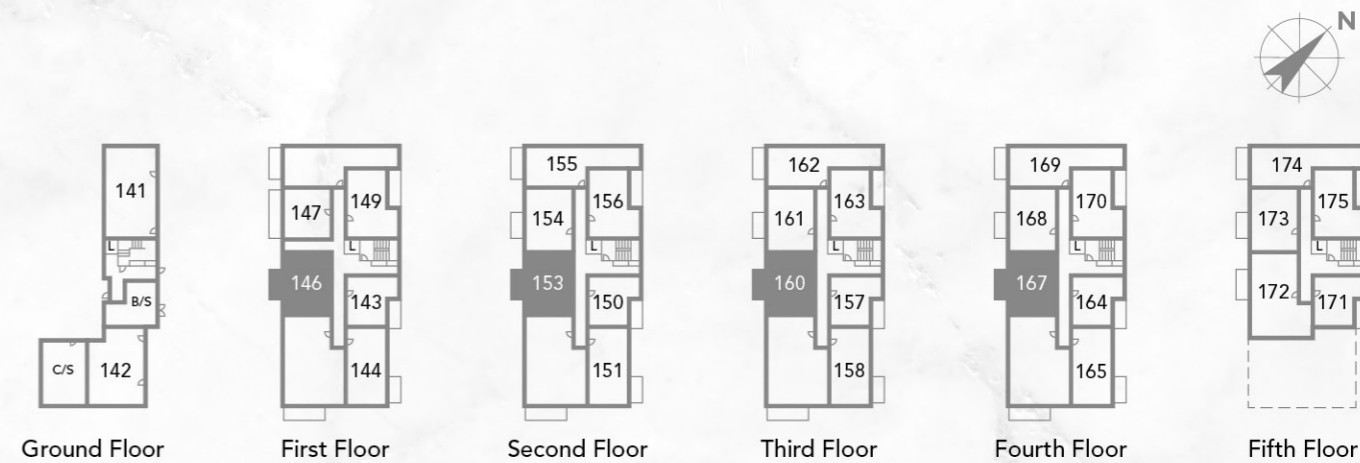 N
141
L
B/S
C/S
142
Ground Floor
147
149
L
146
143
144
First Floor
155
154
156
L
153
150
151
Second Floor
162
161
163
L
160
157
158
Third Floor
169
168
170
L
167
164
165
Fourth Floor
174
173
175
L
172
171
Fifth Floor